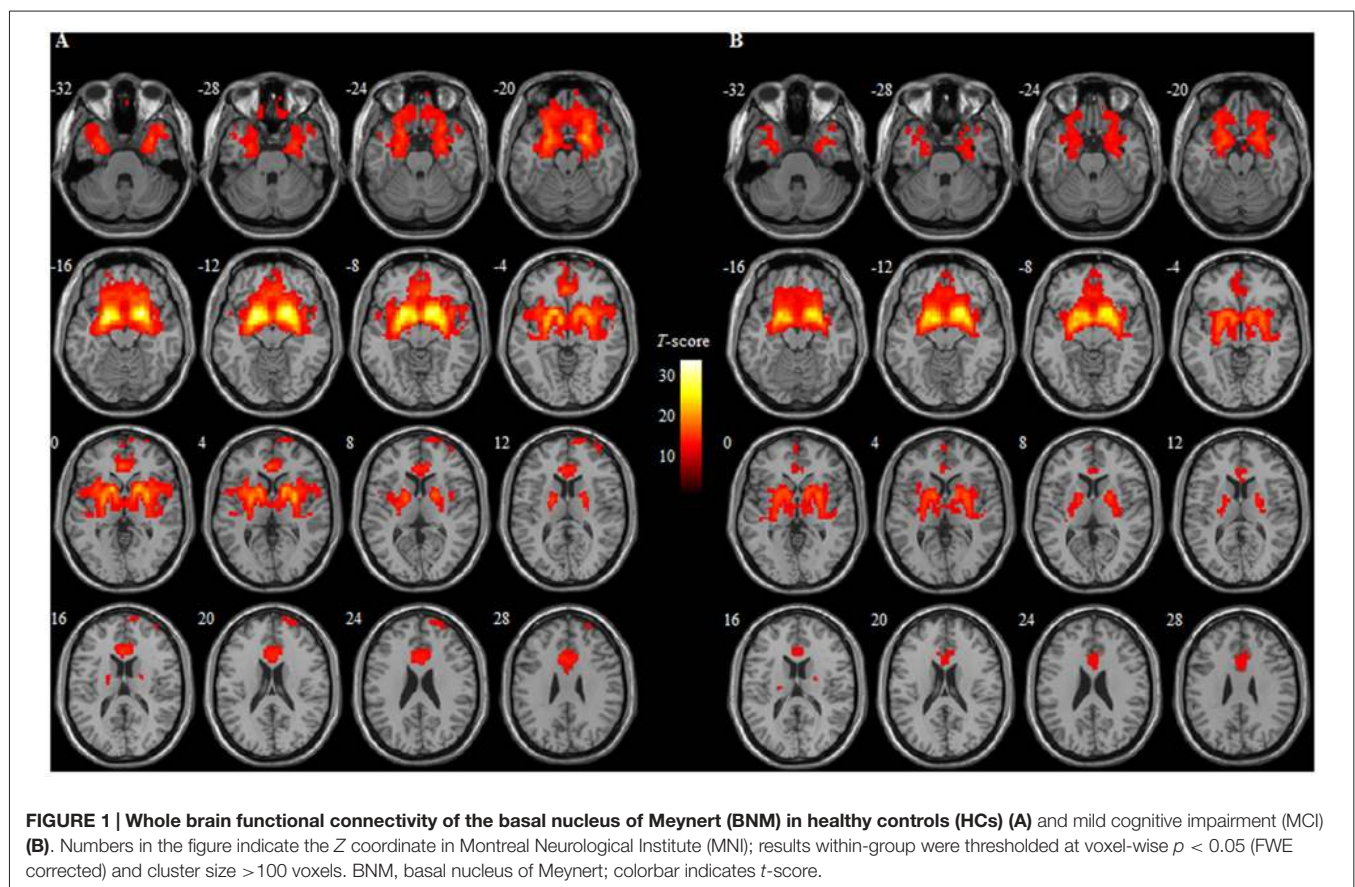 A B
-32 -28 -24 -20 -32 -28 -24 -20
-16 -12 -8 -4 -16 -12 -8 -4
T-score
30
20
10
0 4 8 12 0 4 8 12
16 20 24 28 16 20 24 28
FIGURE 1 | Whole brain functional connectivity of the basal nucleus of Meynert (BNM) in healthy controls (HCs) (A) and mild cognitive impairment (MCI)
(B). Numbers in the figure indicate the Z coordinate in Montreal Neurological Institute (MNI); results within-group were thresholded at voxel-wise p < 0.05 (FWE
corrected) and cluster size >100 voxels. BNM, basal nucleus of Meynert; colorbar indicates t-score.